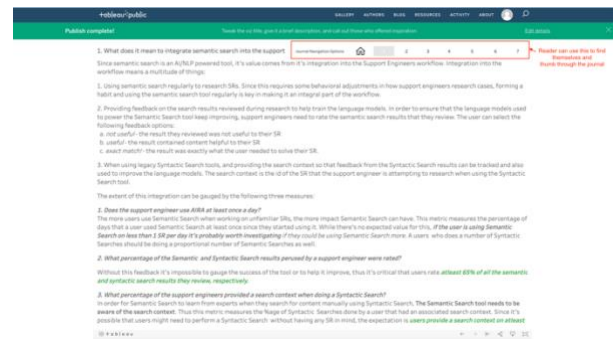 +ableau public
GALLERY AUTHORS BLOG RESOURCES ACTIVITY ABOUT
Publish complete!
Tweak the viz title, give it a brief description, and call out those who offered inspiration
Edit details
1. What does it mean to integrate semantic search into the support
Journal Navigation Options: 1 2 3 4 5 6 7
Reader can use this to find
themselves and
thumb through the journal
Since semantic search is an AI/NLP powered tool, it's value comes from it's integration into the Support Engineers workflow. Integration into the
workflow means a multitude of things:
1. Using semantic search regularly to research SRs. Since this requires some behavioral adjustments in how support engineers research cases, forming a
habit and using the semantic search tool regularly is key in making it an integral part of the workflow.
2. Providing feedback on the search results reviewed during research to help train the language models. In order to ensure that the language models used
to power the Semantic Search tool keep improving, support engineers need to rate the semantic search results that they review. The user can select the
following feedback options:
a. not useful- the result they reviewed was not useful to their SR
b. useful- the result contained content helpful to their SR
c. exact match!- the result was exactly what the user needed to solve their SR.
3. When using legacy Syntactic Search tools, and providing the search context so that feedback from the Syntactic Search results can be tracked and also
used to improve the language models. The search context is the id of the SR that the support engineer is attempting to research when using the Syntactic
Search tool.
The extent of this integration can be gauged by the following three measures:
1. Does the support engineer use AIRA at least once a day?
The more users use Semantic Search when working on unfamiliar SRs, the more impact Semantic Search can have. This metric measures the percentage of
days that a user used Semantic Search at least once since they started using it. While there's no expected value for this, if the user is using Semantic
Search on less than 1 SR per day it's probably worth investigating if they could be using Semantic Search more. A users who does a number of Syntactic
Searches should be doing a proportional number of Semantic Searches as well.
2. What percentage of the Semantic and Syntactic Search results perused by a support engineer were rated?
Without this feedback it's impossible to gauge the success of the tool or to help it improve, thus it's critical that users rate atleast 65% of all the semantic
and syntactic search results they review, respectively.
3. What percentage of the support engineers provided a search context when doing a Syntactic Search?
In order for Semantic Search to learn from experts when they search for content manually using Syntactic Search, The Semantic Search tool needs to be
aware of the search context. Thus this metric measures the %age of Syntactic Searches done by a user that had an associated search context. Since it's
possible that users might need to perform a Syntactic Search without having any SR in mind, the expectation is users provide a search context on atleast
+ableau